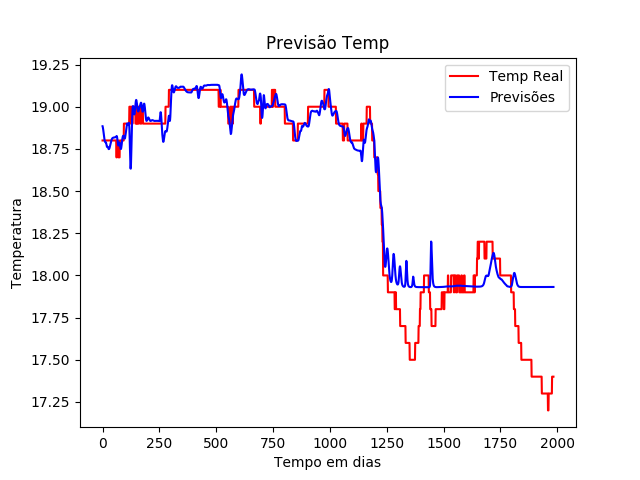 Previsão Temp
Temp Real
Previsões
Temperatura
19.25
19.00
18.75
18.50
18.25
18.00
17.75
17.50
17.25
0 250 500 750 1000 1250 1500 1750 2000
Tempo em dias